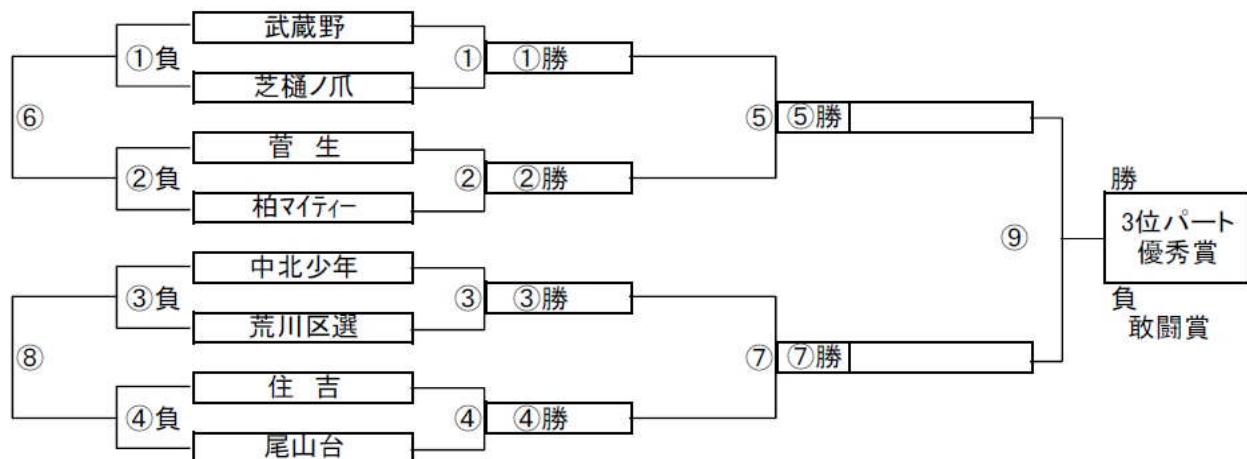 武蔵野
①負
①
①勝
芝樋ノ爪
⑥
⑤
⑤勝
菅 生
②負
②
②勝
柏マイティー
勝
3位パート
優秀賞
⑨
中北少年
③負
③
③勝
負
敢闘賞
荒川区選
⑧
⑦
⑦勝
住 吉
④負
④
④勝
尾山台